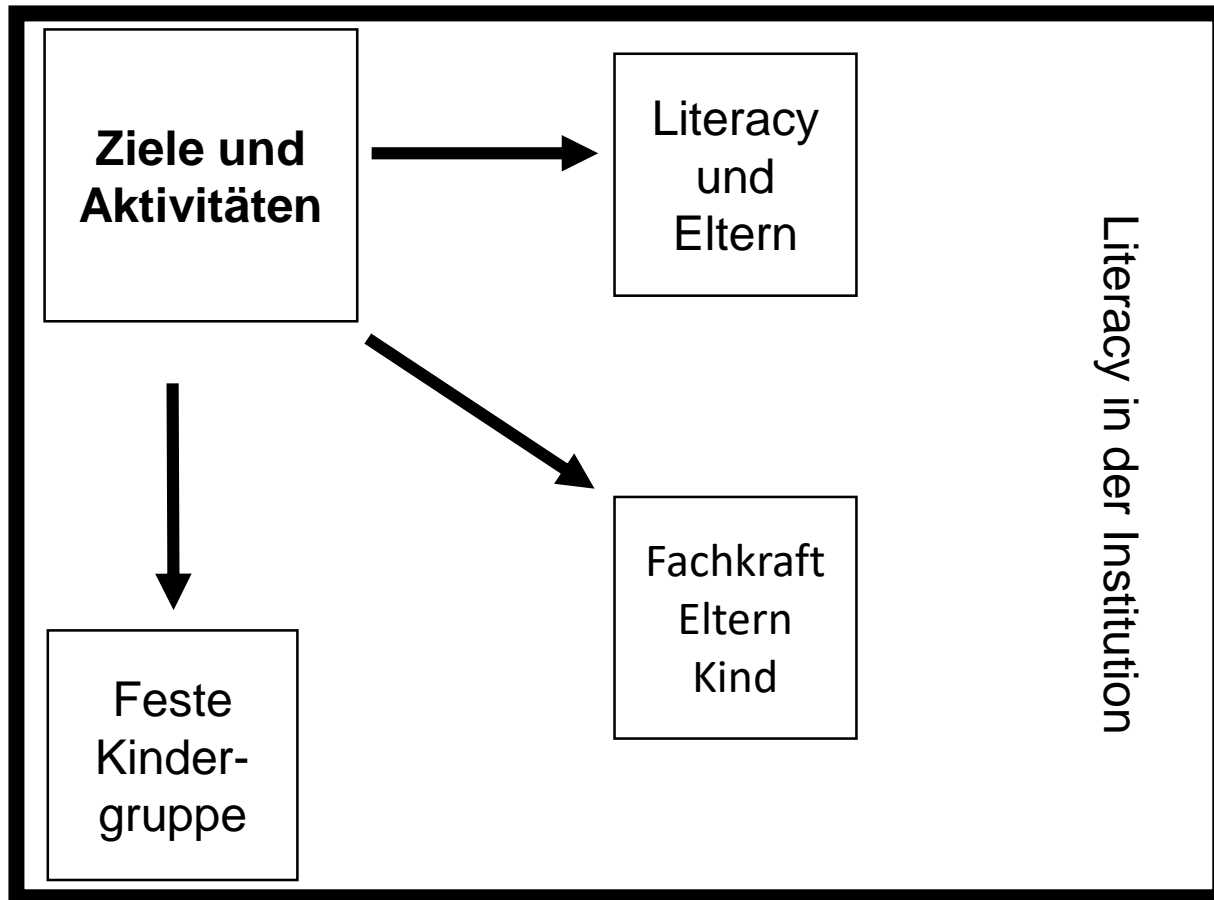 Ziele und
Aktivitäten
Literacy
und
Eltern
Fachkraft
Eltern
Kind
Feste
Kinder-
gruppe
Literacy in der Institution